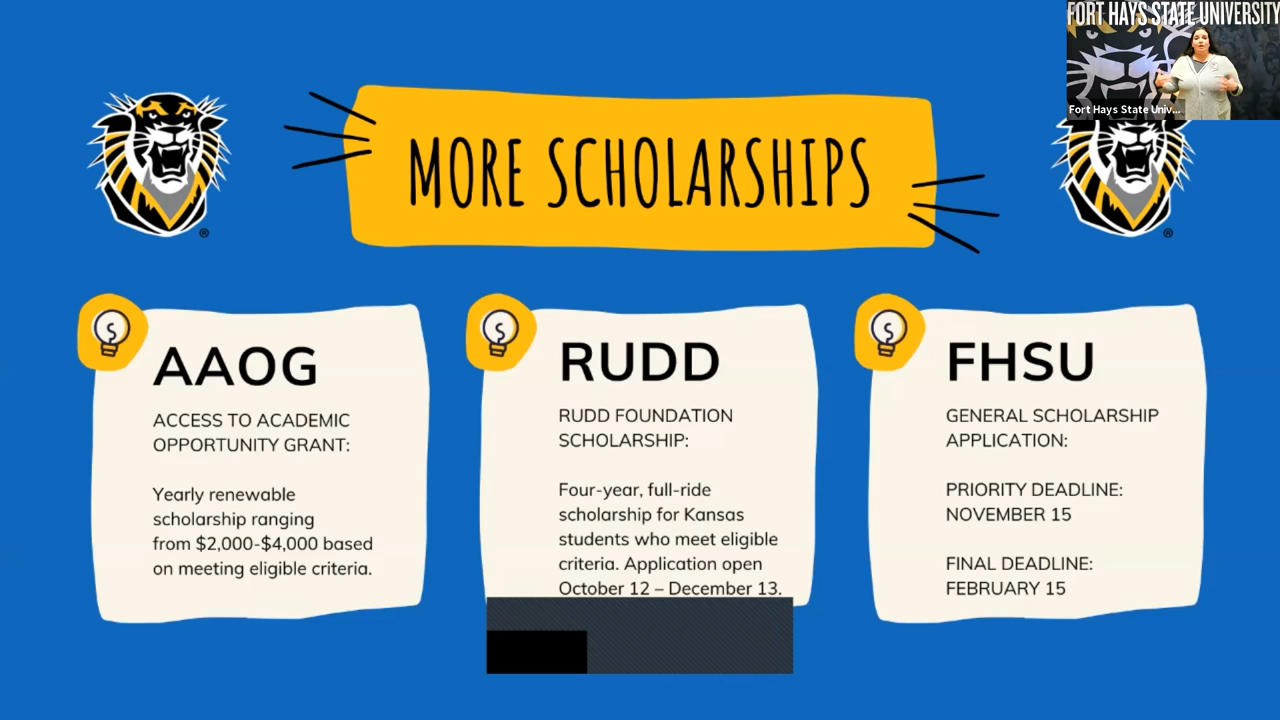 FORT HAYS STATE UNIVERSITY
Fort Hays State Univ...
MORE SCHOLARSHIPS
®
®
AAOG
ACCESS TO ACADEMIC
OPPORTUNITY GRANT:
Yearly renewable
scholarship ranging
from $2,000-$4,000 based
on meeting eligible criteria.
RUDD
RUDD FOUNDATION
SCHOLARSHIP:
Four-year, full-ride
scholarship for Kansas
students who meet eligible
criteria. Application open
October 12 – December 13.
FHSU
GENERAL SCHOLARSHIP
APPLICATION:
PRIORITY DEADLINE:
NOVEMBER 15
FINAL DEADLINE:
FEBRUARY 15